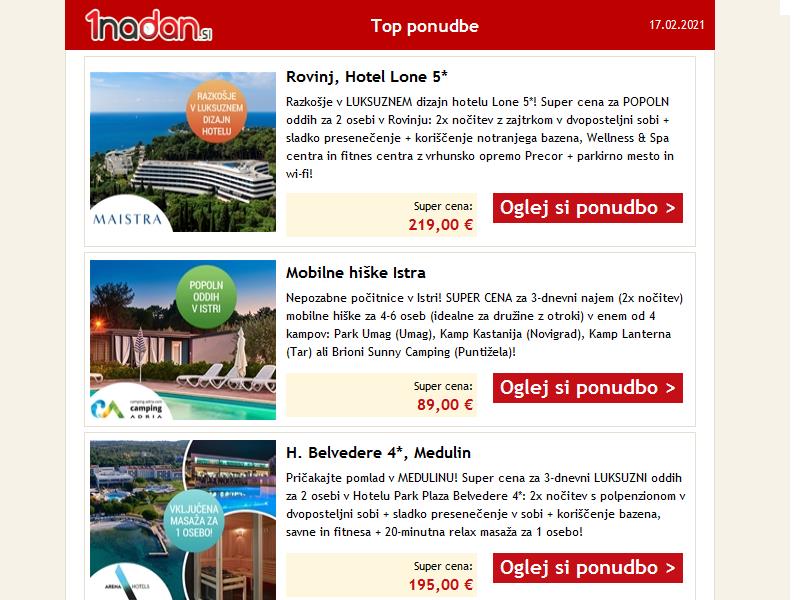 1nadan.si
Top ponudbe
17.02.2021
RAZKOŠJE
V LUKSUZNEM
DIZAJN
HOTELU
MAISTRA
Rovinj, Hotel Lone 5*
Razkošje v LUKSUZNEM dizajn hotelu Lone 5*! Super cena za POPOLN
oddih za 2 osebi v Rovinju: 2x nočitev z zajtrkom v dvoposteljni sobi +
sladko presenečenje + koriščenje notranjega bazena, Wellness & Spa
centra in fitnes centra z vrhunsko opremo Precor + parkirno mesto in
wi-fi!
Super cena:
219,00 €
Oglej si ponudbo >
POPOLN
ODDIH
V ISTRI
camping-adria.com
camping
ADRIA
Mobilne hiške Istra
Nepozabne počitnice v Istri! SUPER CENA za 3-dnevni najem (2x nočitev)
mobilne hiške za 4-6 oseb (idealne za družine z otroki) v enem od 4
kampov: Park Umag (Umag), Kamp Kastanija (Novigrad), Kamp Lanterna
(Tar) ali Brioni Sunny Camping (Puntižela)!
Super cena:
89,00 €
Oglej si ponudbo >
VKLJUČENA
MASAŽA ZA
1 OSEBO!
ARENA HOTELS
H. Belvedere 4*, Medulin
Pričakajte pomlad v MEDULINU! Super cena za 3-dnevni LUKSUZNI oddih
za 2 osebi v Hotelu Park Plaza Belvedere 4*: 2x nočitev s polpenzionom v
dvoposteljni sobi + sladko presenečenje v sobi + koriščenje bazena,
savne in fitnesa + 20-minutna relax masaža za 1 osebo!
Super cena:
195,00 €
Oglej si ponudbo >